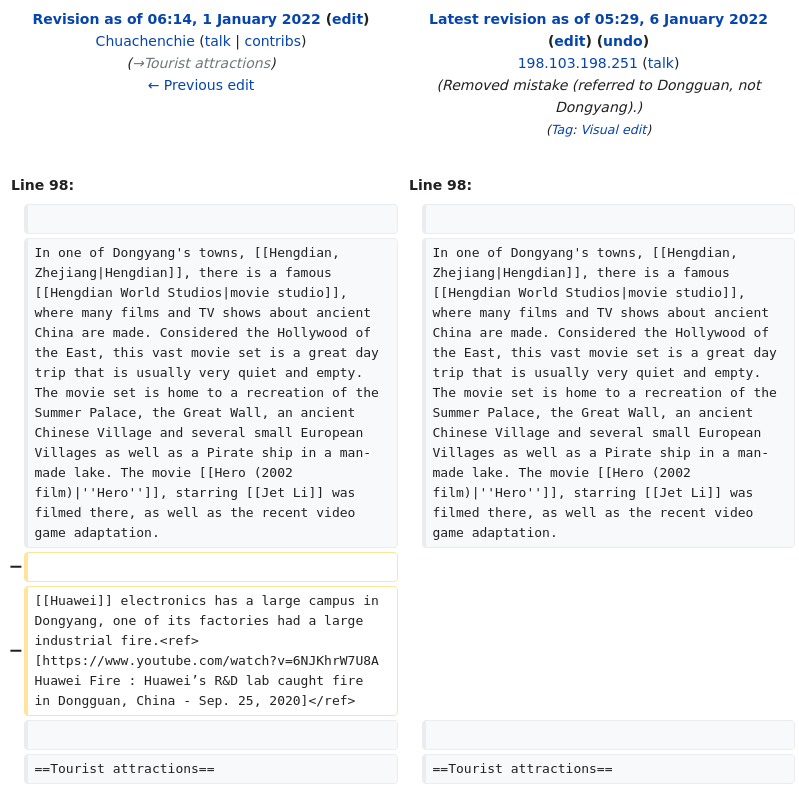 Revision as of 06:14, 1 January 2022 (edit)
Chuachenchie (talk | contribs)
(→Tourist attractions)
← Previous edit
Latest revision as of 05:29, 6 January 2022
(edit) (undo)
198.103.198.251 (talk)
(Removed mistake (referred to Dongguan, not
Dongyang).)
(Tag: Visual edit)
Line 98:
Line 98:
In one of Dongyang's towns, [[Hengdian,
Zhejiang|Hengdian]], there is a famous
[[Hengdian World Studios|movie studio]],
where many films and TV shows about ancient
China are made. Considered the Hollywood of
the East, this vast movie set is a great day
trip that is usually very quiet and empty.
The movie set is home to a recreation of the
Summer Palace, the Great Wall, an ancient
Chinese Village and several small European
Villages as well as a Pirate ship in a man-
made lake. The movie [[Hero (2002
film)|''Hero'']], starring [[Jet Li]] was
filmed there, as well as the recent video
game adaptation.
In one of Dongyang's towns, [[Hengdian,
Zhejiang|Hengdian]], there is a famous
[[Hengdian World Studios|movie studio]],
where many films and TV shows about ancient
China are made. Considered the Hollywood of
the East, this vast movie set is a great day
trip that is usually very quiet and empty.
The movie set is home to a recreation of the
Summer Palace, the Great Wall, an ancient
Chinese Village and several small European
Villages as well as a Pirate ship in a man-
made lake. The movie [[Hero (2002
film)|''Hero'']], starring [[Jet Li]] was
filmed there, as well as the recent video
game adaptation.
−
−
[[Huawei]] electronics has a large campus in
Dongyang, one of its factories had a large
industrial fire.<ref>
[https://www.youtube.com/watch?v=6NJKhrW7U8A
Huawei Fire : Huawei’s R&D lab caught fire
in Dongguan, China - Sep. 25, 2020]</ref>
==Tourist attractions==
==Tourist attractions==